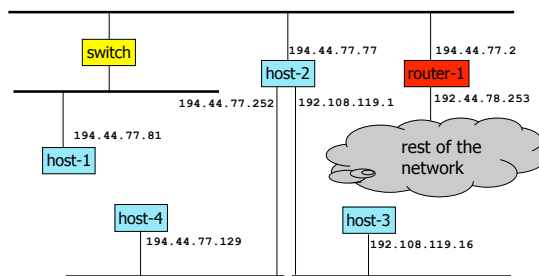 194.44.77.77
194.44.77.2
switch
host-2
router-1
194.44.77.252
192.108.119.1
192.44.78.253
194.44.77.81
host-1
rest of the
network
host-4
host-3
194.44.77.129
192.108.119.16